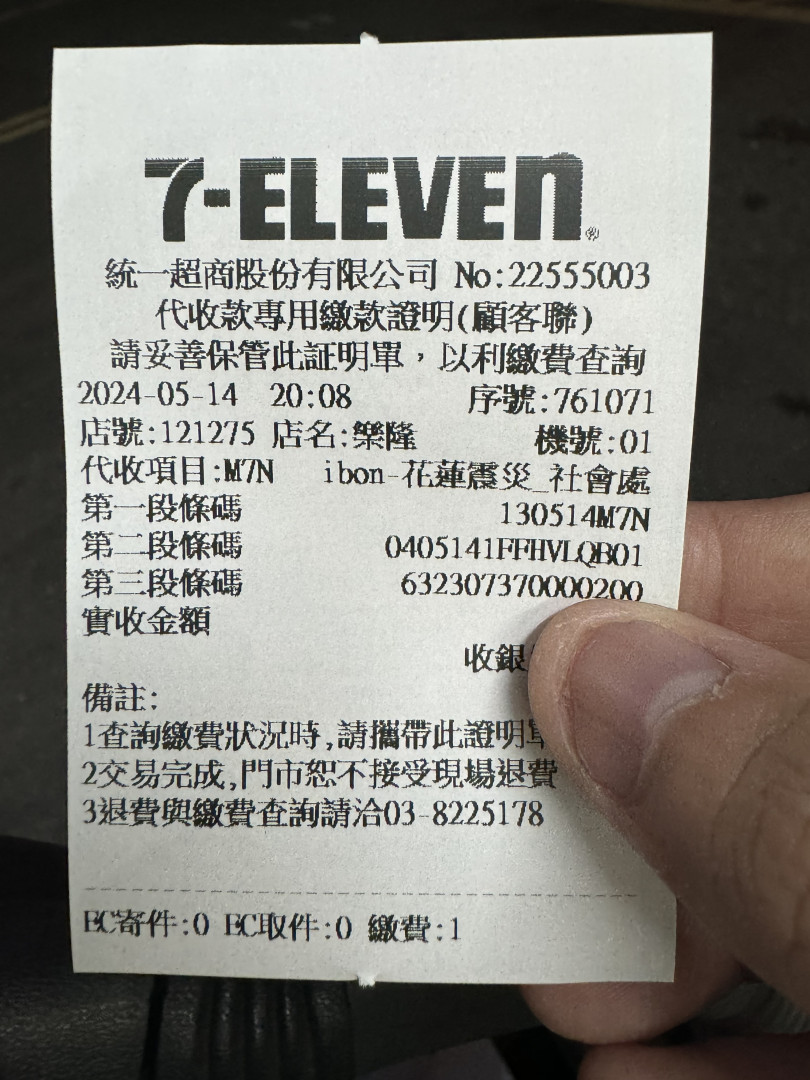 7-ELEVEn®
統一超商股份有限公司 No:22555003
代收款專用繳款證明(顧客聯)
請妥善保管此証明單，以利繳費查詢
2024-05-14 20:08 序號:761071
店號:121275 店名:樂隆 機號:01
代收項目:M7N ibon-花蓮震災_社會處
第一段條碼 130514M7N
第二段條碼 0405141FFHVLQB01
第三段條碼 632307370000200
實收金額
收銀
備註:
1查詢繳費狀況時,請攜帶此證明單
2交易完成,門市恕不接受現場退費
3退費與繳費查詢請洽03-8225178
EC寄件:0 EC取件:0 繳費:1